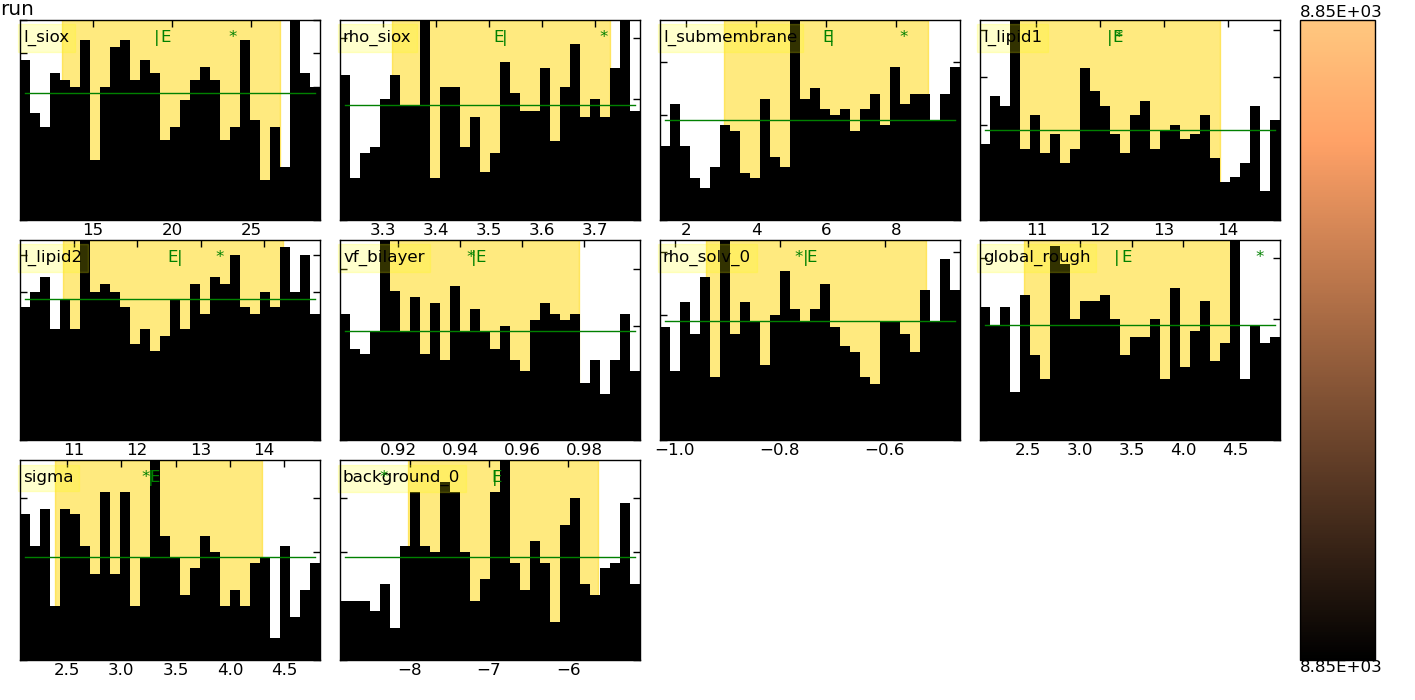 run
8.85E+03
l_siox | E *
rho_siox E| *
l_submembrane E| *
l_lipid1 |E *
15 20 25
3.3 3.4 3.5 3.6 3.7
2 4 6 8
11 12 13 14
l_lipid2 E| *
vf_bilayer *|E
rho_solv_0 *|E
global_rough |E *
11 12 13 14
0.92 0.94 0.96 0.98
−1.0 −0.8 −0.6
2.5 3.0 3.5 4.0 4.5
sigma *|E
background_0 * E
2.5 3.0 3.5 4.0 4.5
−8 −7 −6
8.85E+03